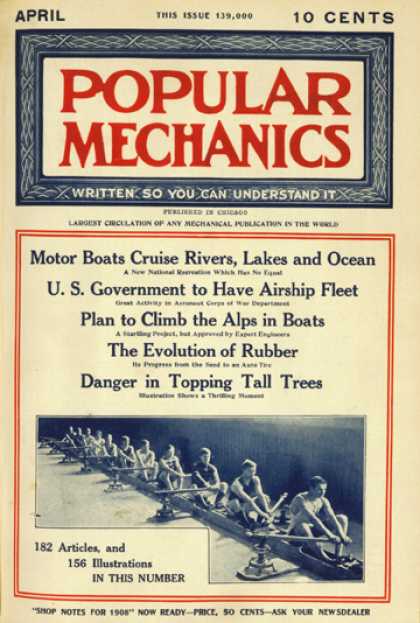 APRIL THIS ISSUE 139,000 10 CENTS
POPULAR
MECHANICS
WRITTEN SO YOU CAN UNDERSTAND IT
PUBLISHED IN CHICAGO
LARGEST CIRCULATION OF ANY MECHANICAL PUBLICATION IN THE WORLD
Motor Boats Cruise Rivers, Lakes and Ocean
A New National Recreation Which Has No Equal
U. S. Government to Have Airship Fleet
Great Activity in Aeronaut Corps of War Department
Plan to Climb the Alps in Boats
A Startling Project, but Approved by Expert Engineers
The Evolution of Rubber
Its Progress from the Seed to an Auto Tire
Danger in Topping Tall Trees
Illustration Shows a Thrilling Moment
182 Articles, and
156 Illustrations
IN THIS NUMBER
"SHOP NOTES FOR 1908" NOW READY—PRICE, 50 CENTS—ASK YOUR NEWSDEALER